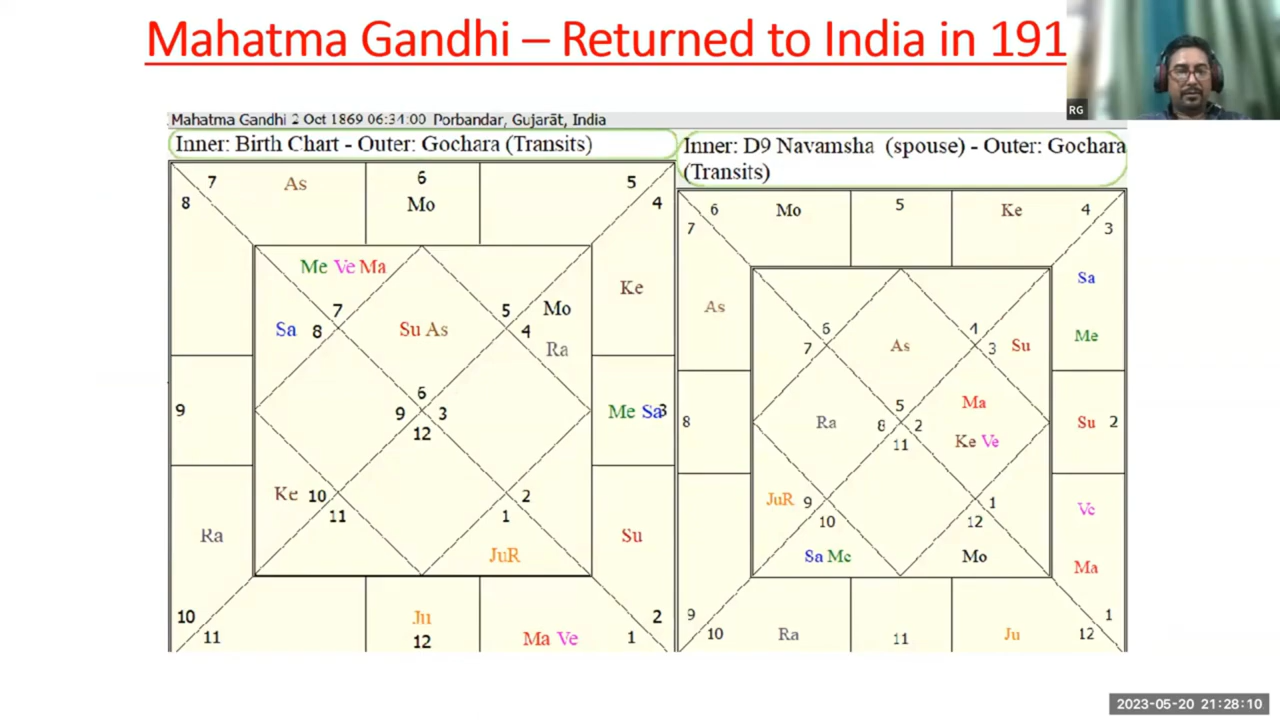 Mahatma Gandhi – Returned to India in 191
RG
Mahatma Gandhi 2 Oct 1869 06:34:00 Porbandar, Gujarāt, India
Inner: Birth Chart - Outer: Gochara (Transits)
Inner: D9 Navamsha (spouse) - Outer: Gochara
(Transits)
7 As 6 5
8 Mo 4
Me Ve Ma
Ke
7 5 Mo
Sa 8 Su As 4
Ra
6
9 9 3 Me Sa 3
12
Ke 10 2
11 1
Ra JuR Su
10 Ju 2
11 12 Ma Ve 1
6 Mo 5 Ke 4
7 3
Sa
As 6 4 Me
7 As 3 Su
5 Ma
8 Ra 8 2 Su 2
11 Ke Ve
JuR 9 1 Ve
10 12
Sa Me Mo Ma
9 1
10 Ra 11 Ju 12
2023-05-20 21:28:10